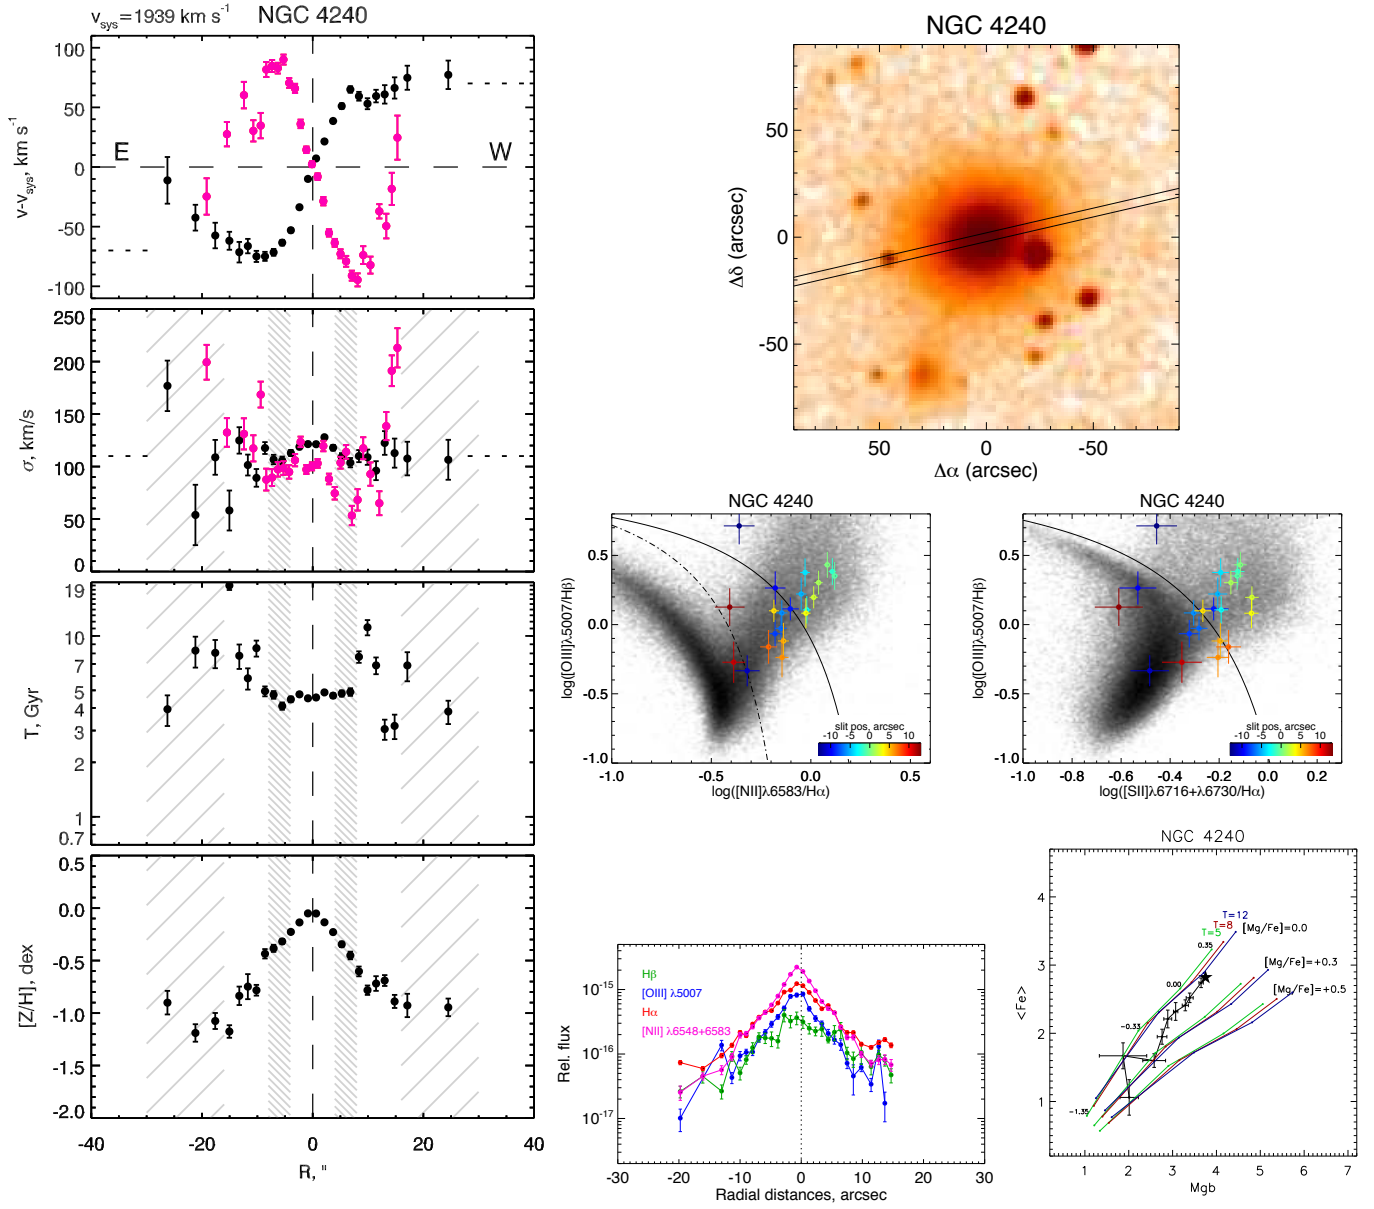 v_sys=1939 km s⁻¹ NGC 4240
100
50
0
-50
-100
v-v_sys, km s⁻¹
E
W
250
200
150
100
50
0
σ, km/s
19
10
7
5
4
3
2
1
0.7
T, Gyr
0.5
0.0
-0.5
-1.0
-1.5
-2.0
[Z/H], dex
-40 -20 0 20 40
R, "
NGC 4240
50
0
-50
Δδ (arcsec)
50 0 -50
Δα (arcsec)
NGC 4240
0.5
0.0
-0.5
-1.0
log([OIII]λ5007/Hβ)
slit pos, arcsec
-10 -5 0 5 10
-1.0 -0.5 0.0 0.5
log([NII]λ6583/Hα)
NGC 4240
0.5
0.0
-0.5
-1.0
log([OIII]λ5007/Hβ)
slit pos, arcsec
-10 -5 0 5 10
-1.0 -0.8 -0.6 -0.4 -0.2 0.0 0.2
log([SII]λ6716+λ6730/Hα)
Hβ
[OIII] λ5007
Hα
[NII] λ6548+6583
10⁻¹⁵
10⁻¹⁶
10⁻¹⁷
Rel. flux
-30 -20 -10 0 10 20 30
Radial distances, arcsec
NGC 4240
4
3
2
1
<Fe>
T=12
T=8
T=5
[Mg/Fe]=0.0
[Mg/Fe]=+0.3
[Mg/Fe]=+0.5
0.35
0.00
-0.33
-1.35
1 2 3 4 5 6 7
Mgb